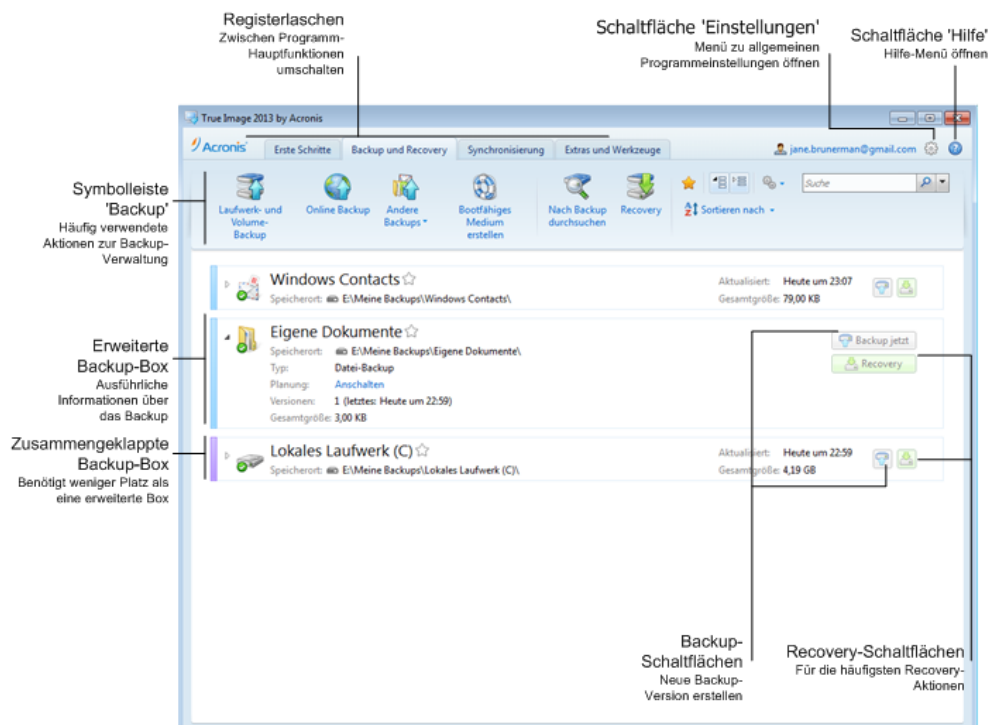 Registerlaschen
Zwischen Programm-
Hauptfunktionen
umschalten
Schaltfläche 'Einstellungen'
Menü zu allgemeinen
Programmeinstellungen öffnen
Schaltfläche 'Hilfe'
Hilfe-Menü öffnen
True Image 2013 by Acronis
Acronis
Erste Schritte
Backup und Recovery
Synchronisierung
Extras und Werkzeuge
jane.brunerman@gmail.com
Symbolleiste
'Backup'
Häufig verwendete
Aktionen zur Backup-
Verwaltung
Laufwerk- und
Volume-
Backup
Online Backup
Andere
Backups
Bootfähiges
Medium
erstellen
Nach Backup
durchsuchen
Recovery
Suche
Sortieren nach
Windows Contacts
Speicherort: E:\Meine Backups\Windows Contacts\
Aktualisiert: Heute um 23:07
Gesamtgröße: 79,00 KB
Erweiterte
Backup-Box
Ausführliche
Informationen über
das Backup
Eigene Dokumente
Speicherort: E:\Meine Backups\Eigene Dokumente\
Typ: Datei-Backup
Planung: Anschalten
Versionen: 1 (letztes: Heute um 22:59)
Gesamtgröße: 3,00 KB
Backup jetzt
Recovery
Zusammengeklappte
Backup-Box
Benötigt weniger Platz als
eine erweiterte Box
Lokales Laufwerk (C)
Speicherort: E:\Meine Backups\Lokales Laufwerk (C)\
Aktualisiert: Heute um 22:59
Gesamtgröße: 4,19 GB
Backup-
Schaltflächen
Neue Backup-
Version erstellen
Recovery-Schaltflächen
Für die häufigsten Recovery-
Aktionen